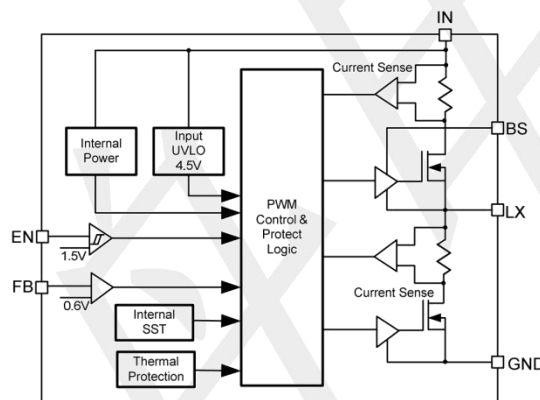 IN
Current Sense
Internal
Power
Input
UVLO
4.5V
BS
PWM
Control &
Protect
Logic
LX
EN
1.5V
FB
0.6V
Current Sense
Internal
SST
Thermal
Protection
GND